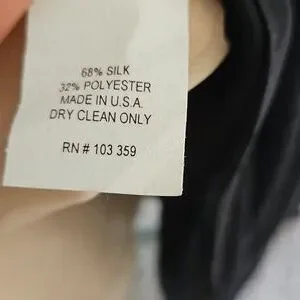 68% SILK
32% POLYESTER
MADE IN U.S.A.
DRY CLEAN ONLY
RN # 103 359